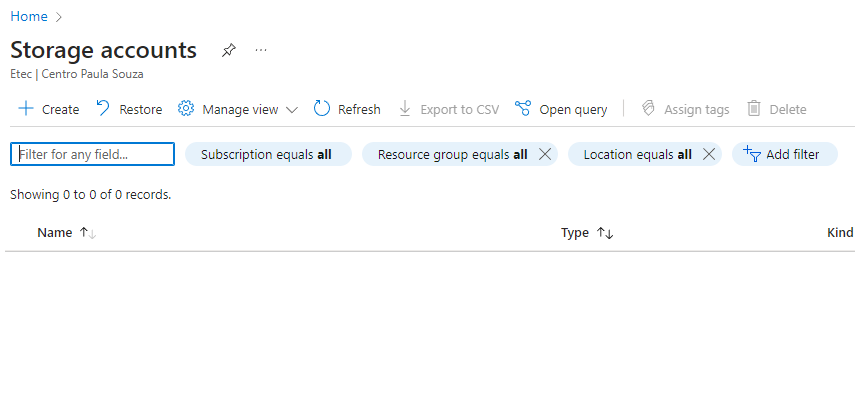 Home
Storage accounts
Etec | Centro Paula Souza
Create Restore Manage view Refresh Export to CSV Open query Assign tags Delete
Filter for any field... Subscription equals all Resource group equals all Location equals all Add filter
Showing 0 to 0 of 0 records.
Name Type Kind